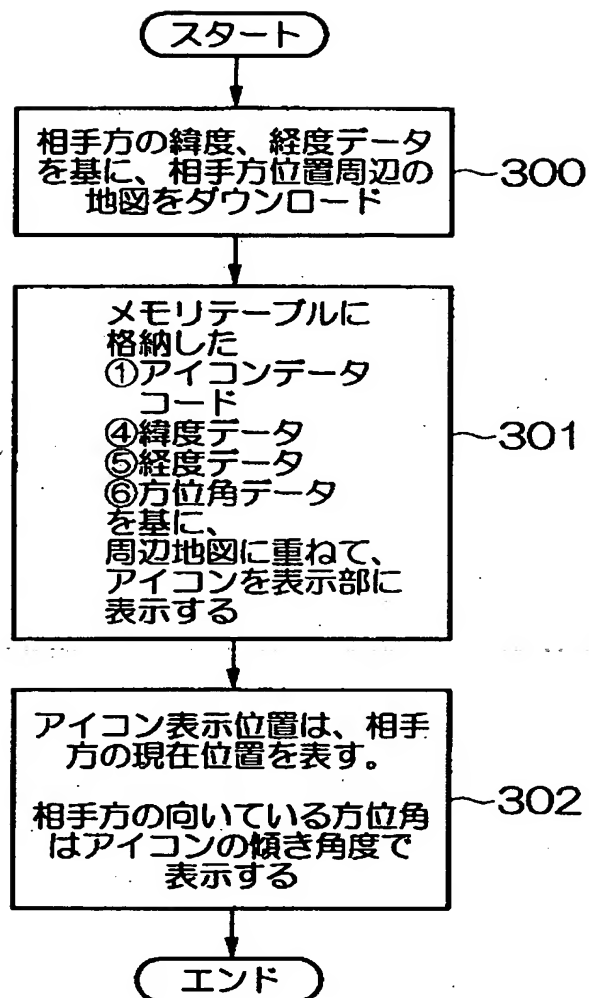 スタート
相手方の緯度、経度データ
を基に、相手方位置周辺の
地図をダウンロード
300
メモリテーブルに
格納した
①アイコンデータ
コード
④緯度データ
⑤経度データ
⑥方位角データ
を基に、
周辺地図に重ねて、
アイコンを表示部に
表示する
301
アイコン表示位置は、相手
方の現在位置を表す。
相手方の向いている方位角
はアイコンの傾き角度で
表示する
302
エンド